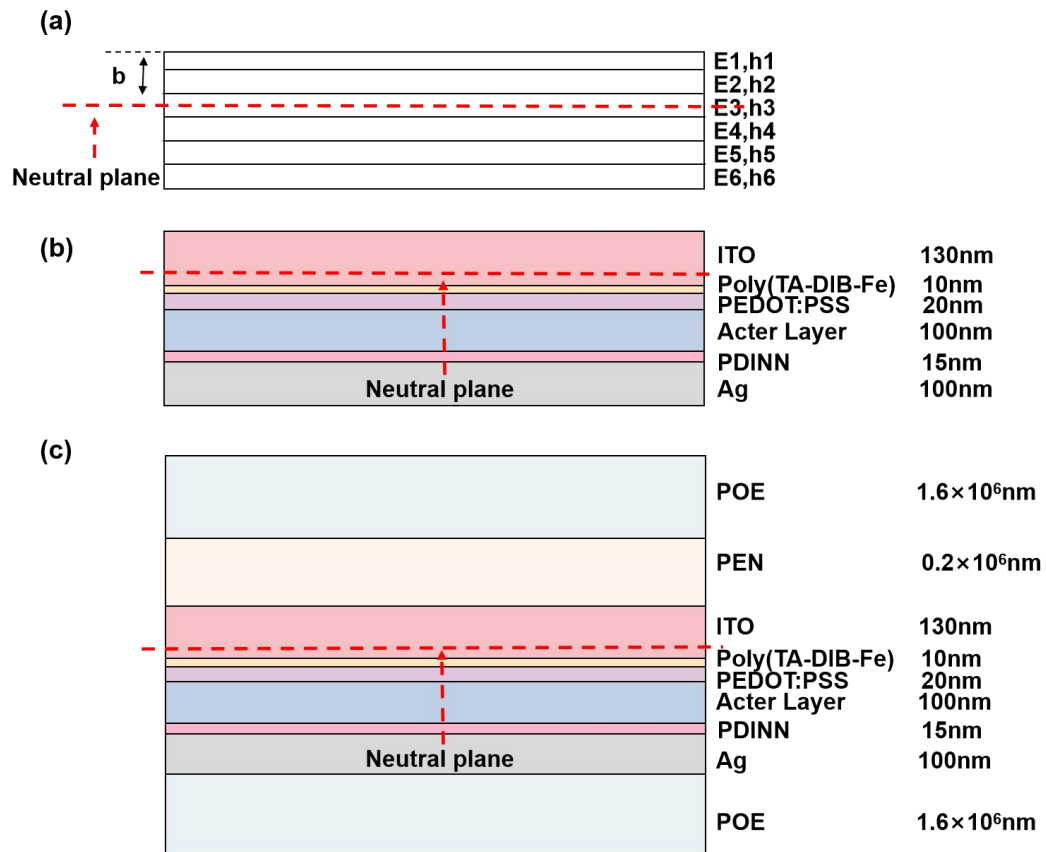 (a)
b
E1,h1
E2,h2
E3,h3
E4,h4
E5,h5
E6,h6
Neutral plane
(b)
ITO 130nm
Poly(TA-DIB-Fe) 10nm
PEDOT:PSS 20nm
Acter Layer 100nm
PDINN 15nm
Ag 100nm
Neutral plane
(c)
POE 1.6×10⁶nm
PEN 0.2×10⁶nm
ITO 130nm
Poly(TA-DIB-Fe) 10nm
PEDOT:PSS 20nm
Acter Layer 100nm
PDINN 15nm
Ag 100nm
Neutral plane
POE 1.6×10⁶nm